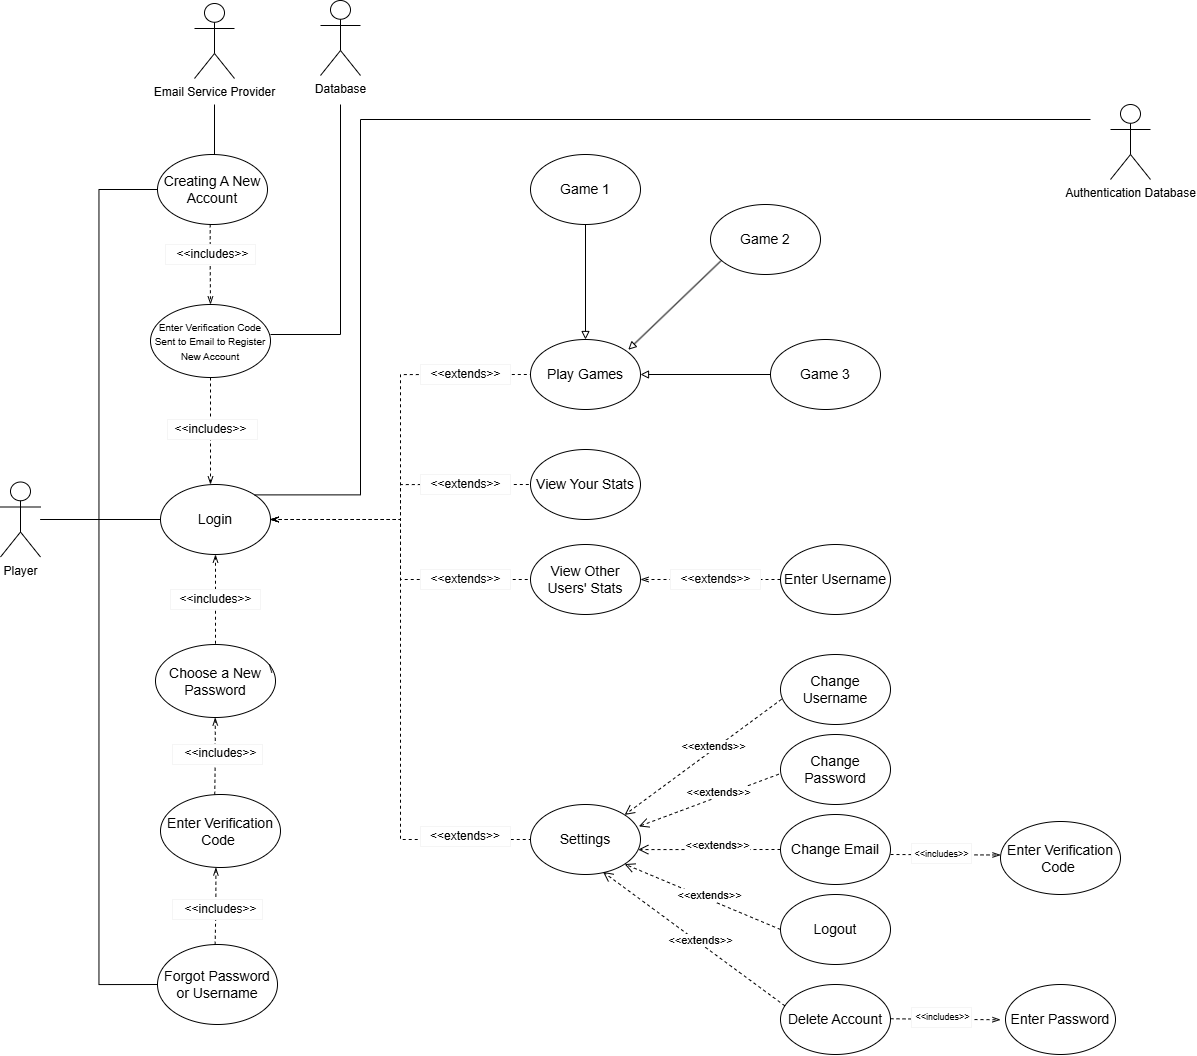 Email Service Provider
Database
Authentication Database
Creating A New
Account
<<includes>>
Enter Verification Code
Sent to Email to Register
New Account
<<includes>>
Login
Player
<<includes>>
Choose a New
Password
<<includes>>
Enter Verification
Code
<<includes>>
Forgot Password
or Username
Game 1
Game 2
Game 3
<<extends>>
Play Games
<<extends>>
View Your Stats
<<extends>>
View Other
Users' Stats
<<extends>>
Enter Username
<<extends>>
Settings
<<extends>>
Change
Username
<<extends>>
Change
Password
<<extends>>
Change Email
<<includes>>
Enter Verification
Code
<<extends>>
Logout
<<extends>>
Delete Account
<<includes>>
Enter Password